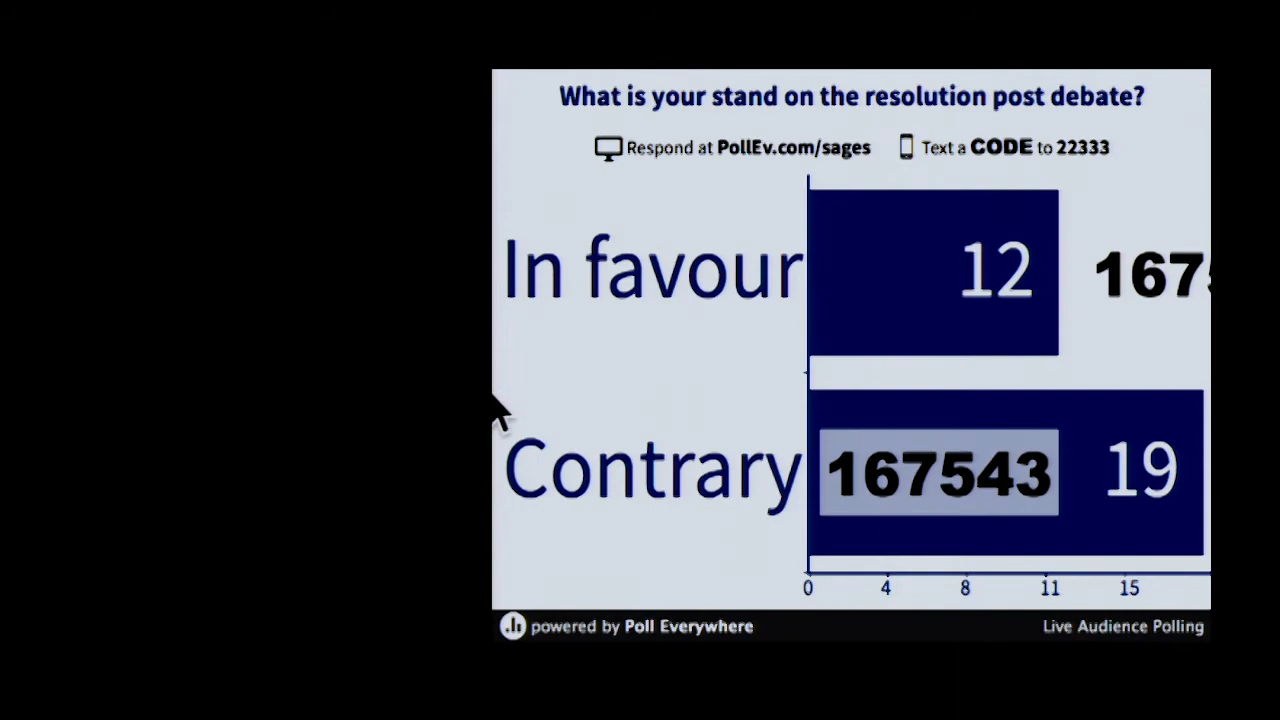 What is your stand on the resolution post debate?
Respond at PollEv.com/sages Text a CODE to 22333
In favour 12
Contrary 167543 19
0 4 8 11 15
powered by Poll Everywhere Live Audience Polling